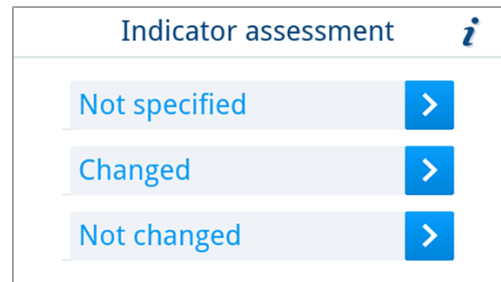 Indicator assessment i
Not specified
Changed
Not changed